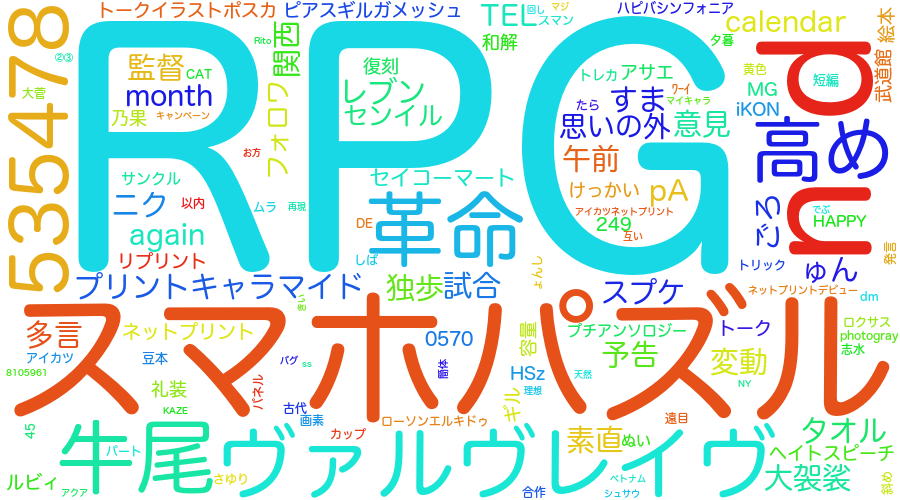 トークイラストポスカ
ピアスギルガメッシュ
TEL
回し
マジ
スマン
ハピバシンフォニア
calendar
絵本
武道館
5354478
②③
大菅
Rito
関西
監督
CAT
month
乃果
キャンペーン
フォロワ
お方
RPG
復刻
レブン
センイル
和解
夕暮
トレカ
アサエ
ワーイ
マイキャラ
たら
すま
思いの外
意見
MG
iKON
黄色
短編
p
高め
サンクル
ニク
以内
ムラ
再現
again
リプリント
セイコーマート
DE
しば
革命
午前
けっかい
pA
アイカツネットプリント
249
互い
ごろ
n
でぷ
HAPPY
発言
トリック
ゅん
プリントキャラマイド
きい
独歩
試合
ょんし
スプケ
ネットプリントデビュー
dm
スマホパズル
多言
アイカツ
8105961
ネットプリント
豆本
礼装
KAZE
パネル
バグ
ss
古代
画素
0570
簡体
容量
HSz
理想
ギル
プチアンソロジー
予告
天然
トーク
変動
NY
ロクサス
photogray
志水
45
牛尾
パート
ルビィ
アクア
さゆり
カップ
ローソンエルキドゥ
ヴァルヴレイヴ
合作
素直
ぬい
遠目
ベトナム
シュサウ
タオル
ヘイトスピーチ
大袈裟
斜め